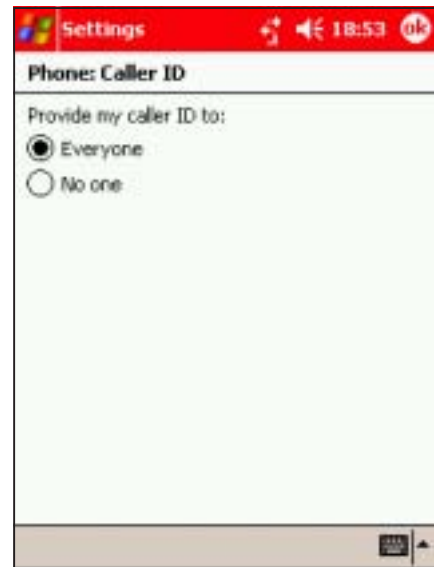 Settings 18:53 ok
Phone: Caller ID
Provide my caller ID to:
Everyone
No one